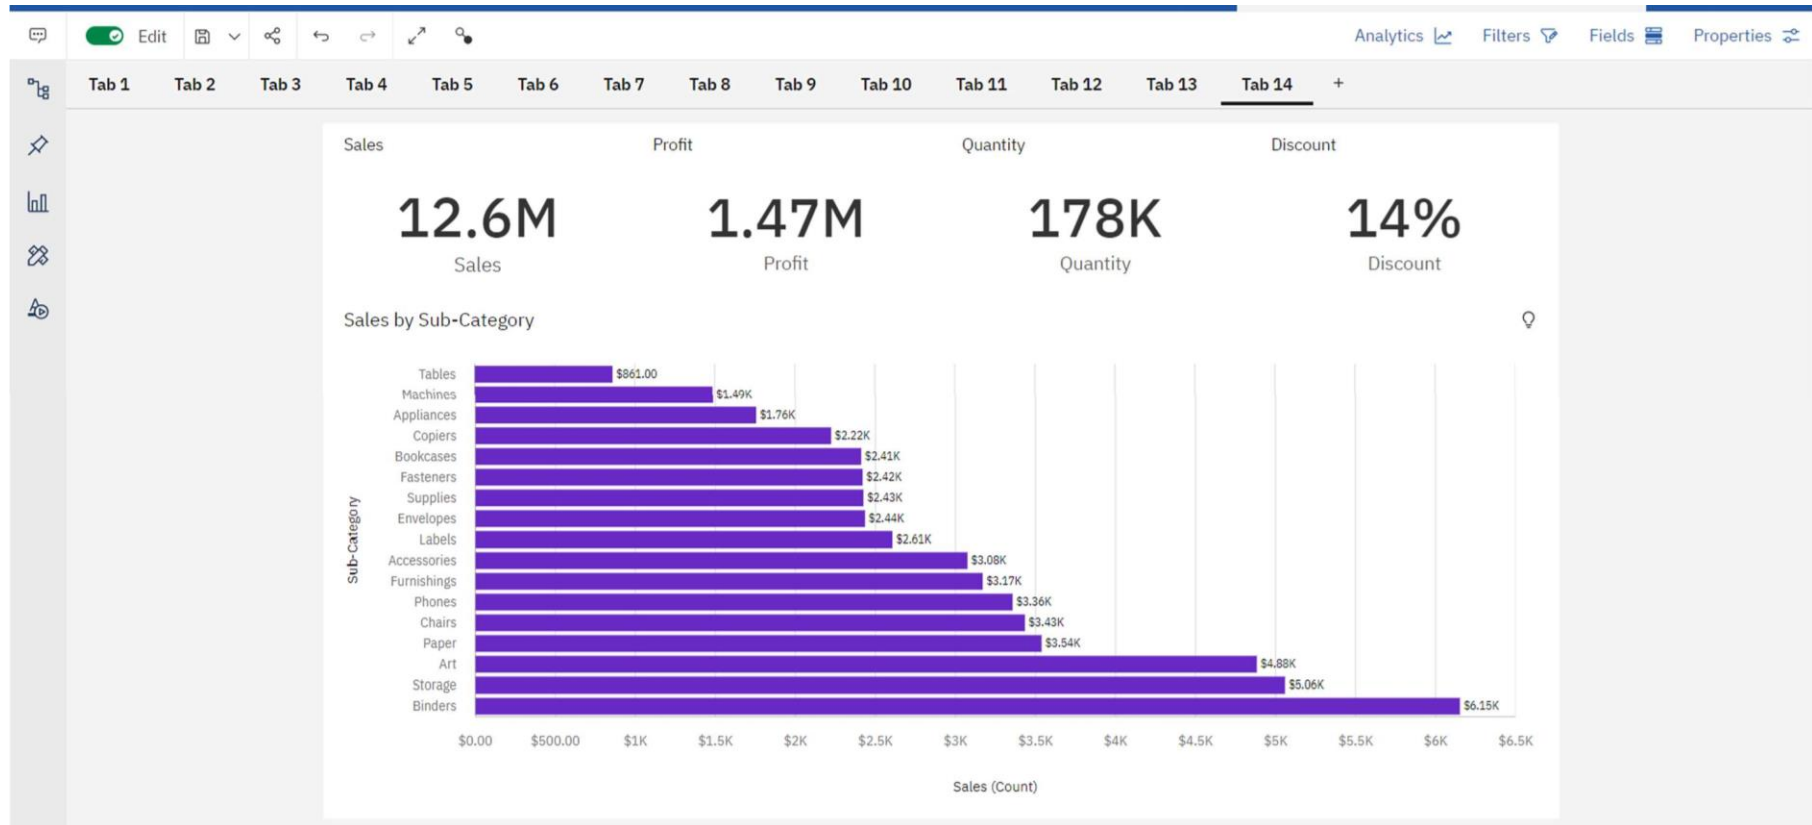 Edit
Analytics Filters Fields Properties
Tab 1 Tab 2 Tab 3 Tab 4 Tab 5 Tab 6 Tab 7 Tab 8 Tab 9 Tab 10 Tab 11 Tab 12 Tab 13 Tab 14 +
Sales Profit Quantity Discount
12.6M 1.47M 178K 14%
Sales Profit Quantity Discount
Sales by Sub-Category
Sub-Category
Tables $861.00
Machines $1.49K
Appliances $1.76K
Copiers $2.22K
Bookcases $2.41K
Fasteners $2.42K
Supplies $2.43K
Envelopes $2.44K
Labels $2.61K
Accessories $3.08K
Furnishings $3.17K
Phones $3.36K
Chairs $3.43K
Paper $3.54K
Art $4.88K
Storage $5.06K
Binders $6.15K
$0.00 $500.00 $1K $1.5K $2K $2.5K $3K $3.5K $4K $4.5K $5K $5.5K $6K $6.5K
Sales (Count)